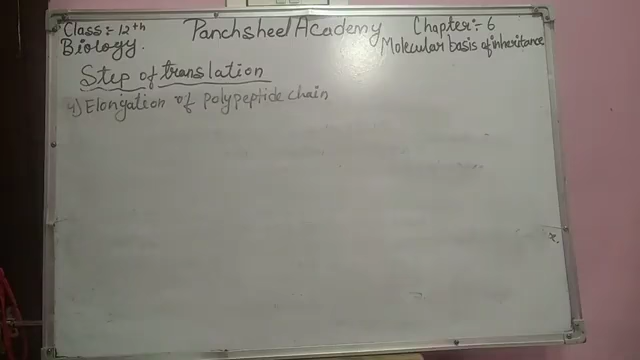 Class:- 12th Panchsheel Academy Chapter:- 6
Biology. Molecular basis of inheritance
Step of translation
4) Elongation of polypeptide chain